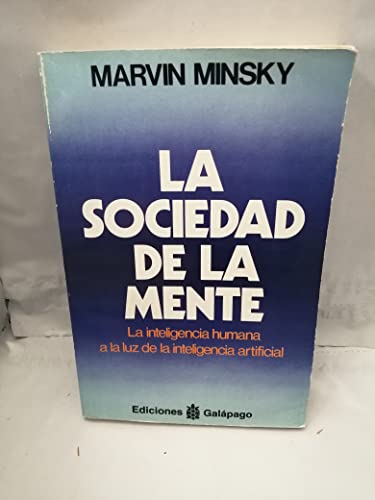 MARVIN MINSKY
LA
SOCIEDAD
DE LA
MENTE
La inteligencia humana
a la luz de la inteligencia artificial
Ediciones Galápago